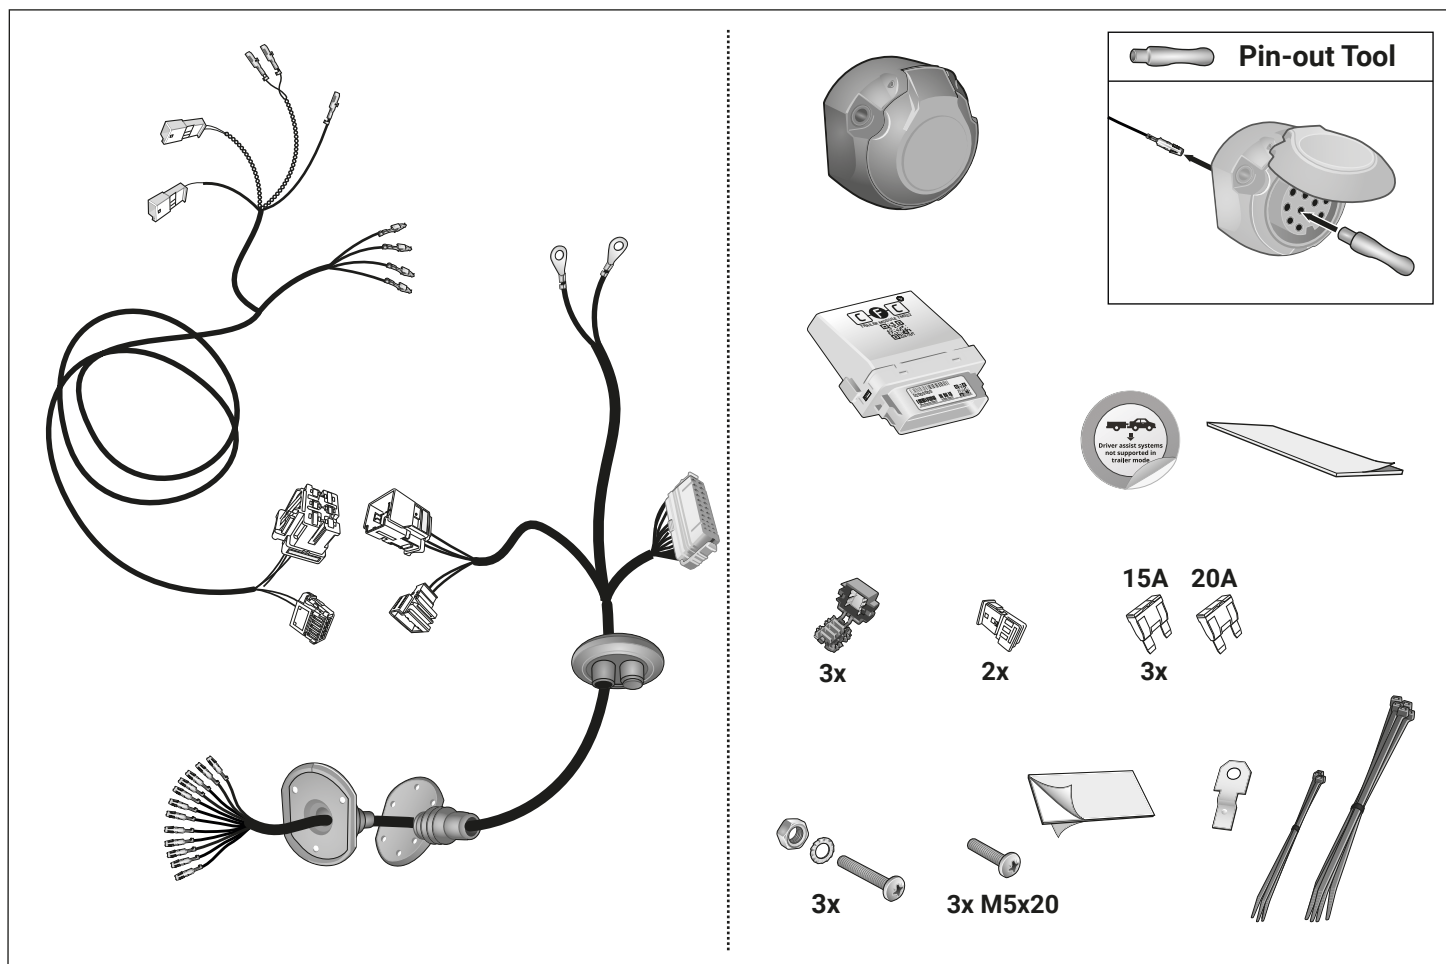 Pin-out Tool
C F C
Driver assist systems
not supported in
trailer mode
15A 20A
3x
2x
3x
3x
3x M5x20